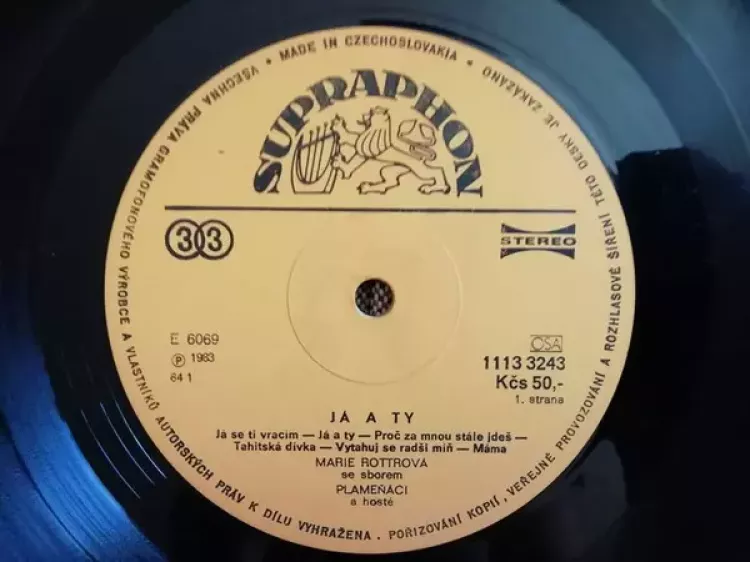 MADE IN CZECHOSLOVAKIA • VŠECHNA PRÁVA GRAMOFONOVÉHO VÝROBCE A VLASTNÍKŮ AUTORSKÝCH PRÁV K DÍLU VYHRAŽENA. POŘIZOVÁNÍ KOPIÍ, VEŘEJNÉ PROVOZOVÁNÍ A ROZHLASOVÉ ŠÍŘENÍ TÉTO DESKY JE ZAKÁZÁNO •
SUPRAPHON
33
STEREO
E 6069
℗ 1983
84 1
OSA
1113 3243
Kčs 50,-
1. strana
JÁ A TY
Já se ti vracím — Já a ty — Proč za mnou stále jdeš —
Tahitská dívka — Vytahuj se radši míň — Máma
MARIE ROTTROVÁ
se sborem
PLAMEŇÁCI
a hosté